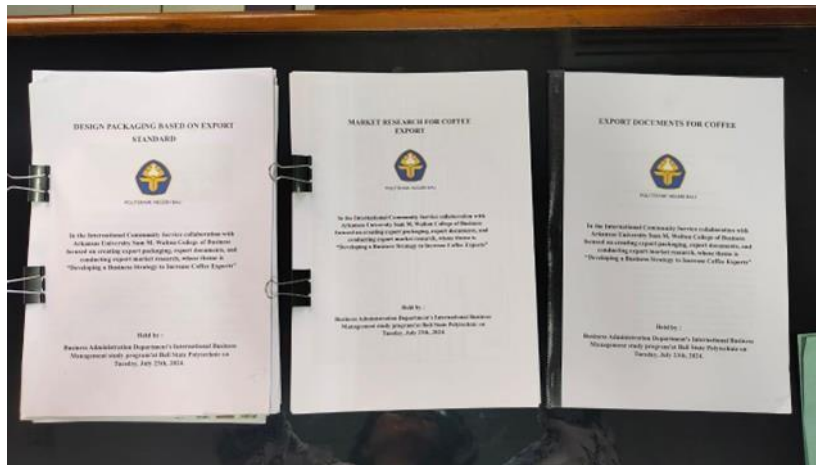 DESIGN PACKAGING BASED ON EXPORT
STANDARD
POLITEKNIK NEGERI BALI
In the International Community Service collaboration with
Arkansas University Sam M. Walton College of Business
focused on creating export packaging, export documents, and
conducting export market research, whose theme is
"Developing a Business Strategy to Increase Coffee Exports"
Held by :
Business Administration Department's International Business
Management study program/at Bali State Polytechnic on
Tuesday, July 23th, 2024.
MARKET RESEARCH FOR COFFEE
EXPORT
POLITEKNIK NEGERI BALI
In the International Community Service collaboration with
Arkansas University Sam M. Walton College of Business
focused on creating export packaging, export documents, and
conducting export market research, whose theme is
"Developing a Business Strategy to Increase Coffee Exports"
Held by :
Business Administration Department's International Business
Management study program/at Bali State Polytechnic on
Tuesday, July 23th, 2024.
EXPORT DOCUMENTS FOR COFFEE
POLITEKNIK NEGERI BALI
In the International Community Service collaboration with
Arkansas University Sam M. Walton College of Business
focused on creating export packaging, export documents, and
conducting export market research, whose theme is
"Developing a Business Strategy to Increase Coffee Exports"
Held by :
Business Administration Department's International Business
Management study program/at Bali State Polytechnic on
Tuesday, July 23th, 2024.